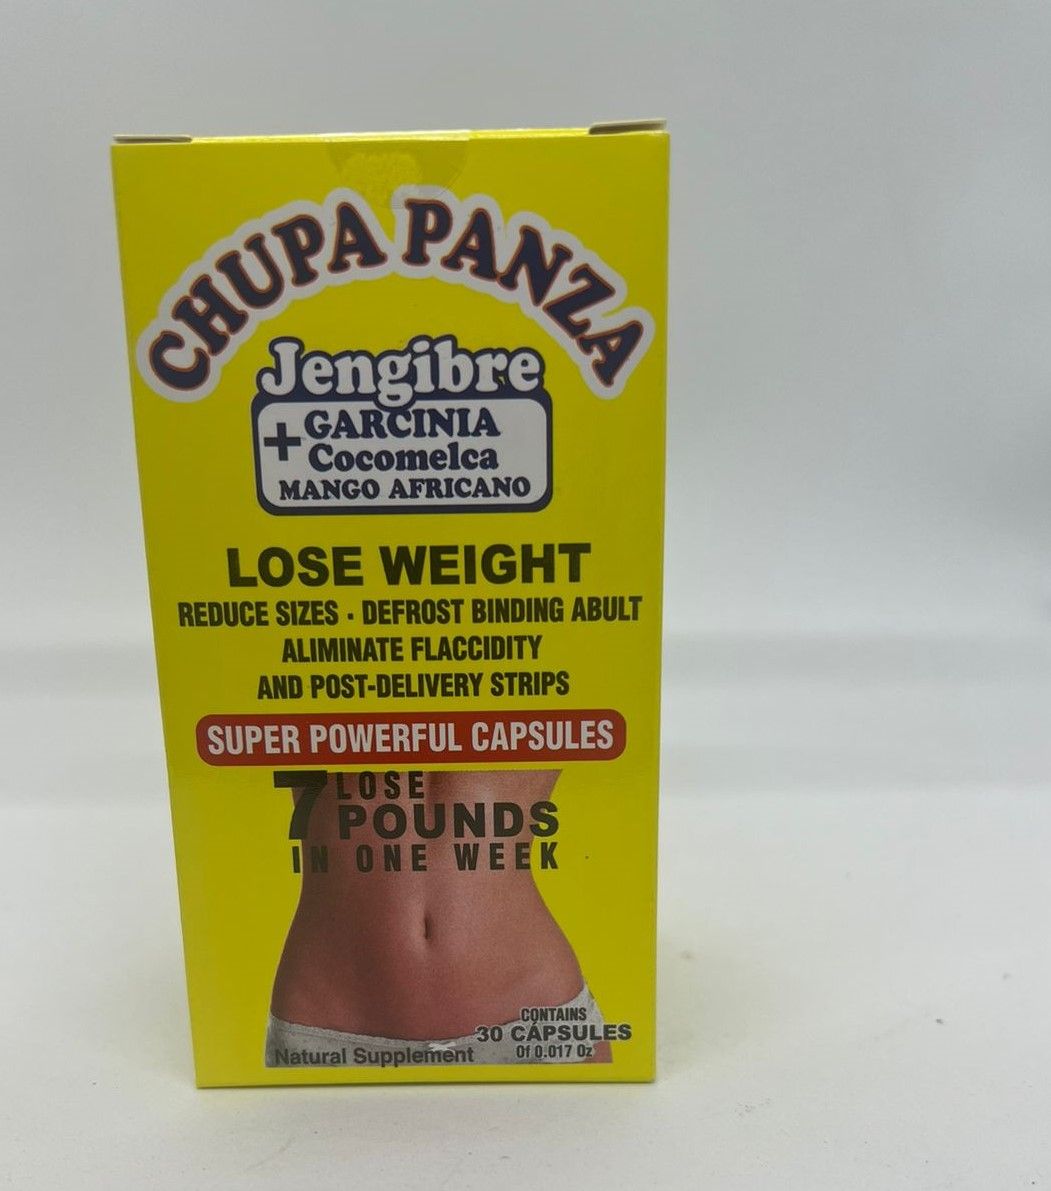 CHUPA PANZA
Jengibre
+ GARCINIA
Cocomelca
MANGO AFRICANO
LOSE WEIGHT
REDUCE SIZES · DEFROST BINDING ABULT
ALIMINATE FLACCIDITY
AND POST-DELIVERY STRIPS
SUPER POWERFUL CAPSULES
7 LOSE
POUNDS
IN ONE WEEK
CONTAINS
30 CÁPSULES
Of 0.017 Oz
Natural Supplement